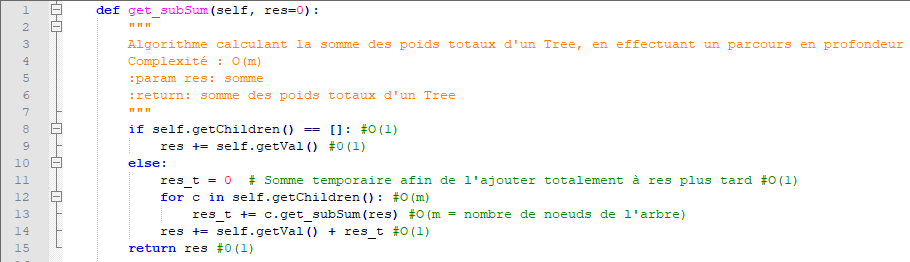 1 def get_subSum(self, res=0):
2 """
3 Algorithme calculant la somme des poids totaux d'un Tree, en effectuant un parcours en profondeur
4 Complexité : O(m)
5 :param res: somme
6 :return: somme des poids totaux d'un Tree
7 """
8 if self.getChildren() == []: #O(1)
9 res += self.getVal() #0(1)
10 else:
11 res_t = 0  # Somme temporaire afin de l'ajouter totalement à res plus tard #O(1)
12 for c in self.getChildren(): #O(m)
13 res_t += c.get_subSum(res) #O(m = nombre de noeuds de l'arbre)
14 res += self.getVal() + res_t #O(1)
15 return res #0(1)